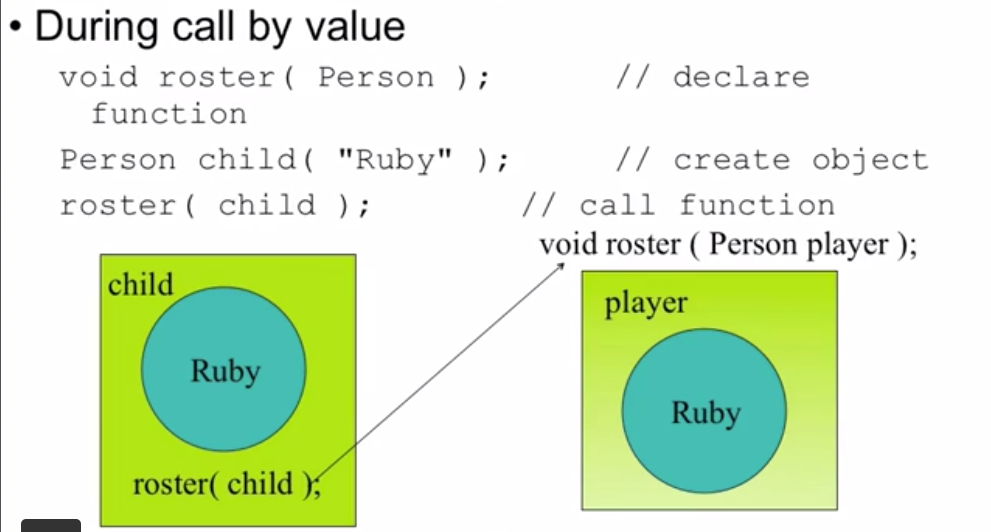 • During call by value
void roster( Person ); // declare
function
Person child( "Ruby" ); // create object
roster( child ); // call function
void roster ( Person player );
child
Ruby
roster( child );
player
Ruby